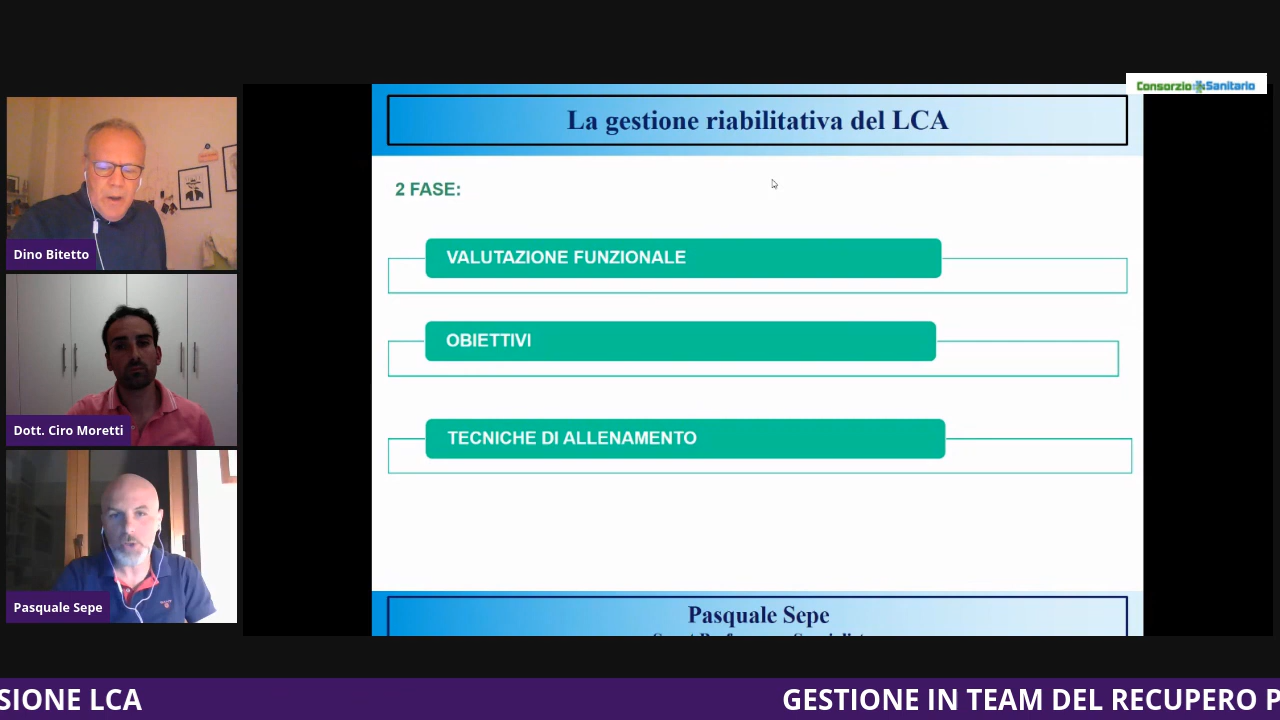 Consorzio Sanitario
La gestione riabilitativa del LCA
2 FASE:
VALUTAZIONE FUNZIONALE
OBIETTIVI
TECNICHE DI ALLENAMENTO
Pasquale Sepe
Dino Bitetto
Dott. Ciro Moretti
Pasquale Sepe
SIONE LCA
GESTIONE IN TEAM DEL RECUPERO P